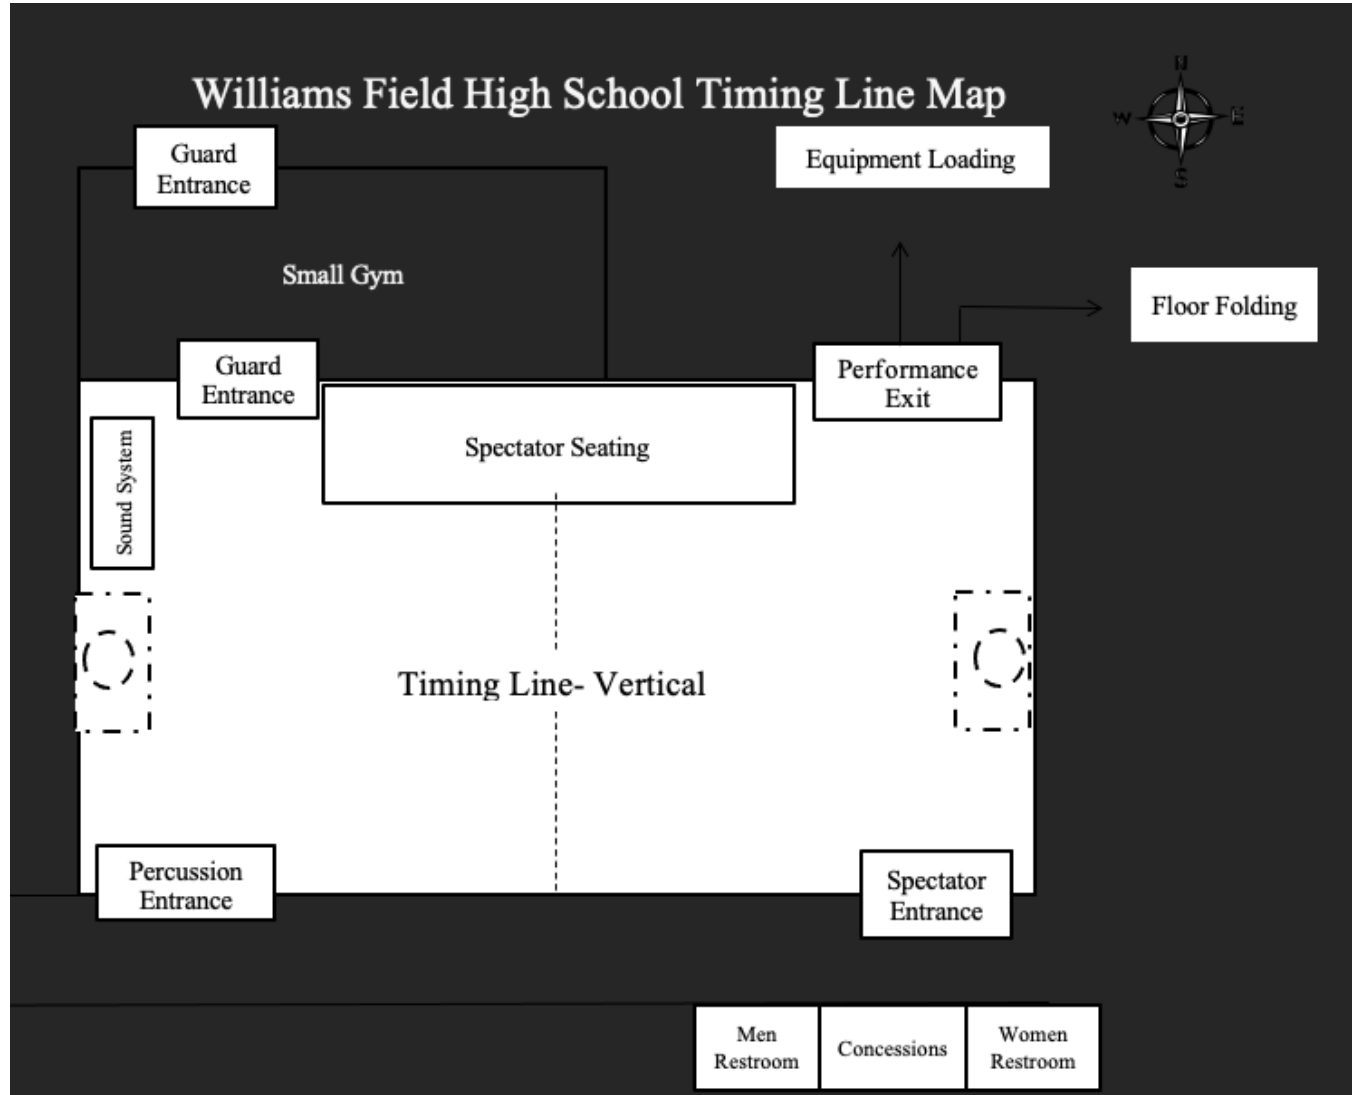 Williams Field High School Timing Line Map
N
W
E
S
Guard
Entrance
Equipment Loading
Small Gym
Floor Folding
Guard
Entrance
Performance
Exit
Spectator Seating
Sound System
Timing Line- Vertical
Percussion
Entrance
Spectator
Entrance
Men
Restroom
Concessions
Women
Restroom